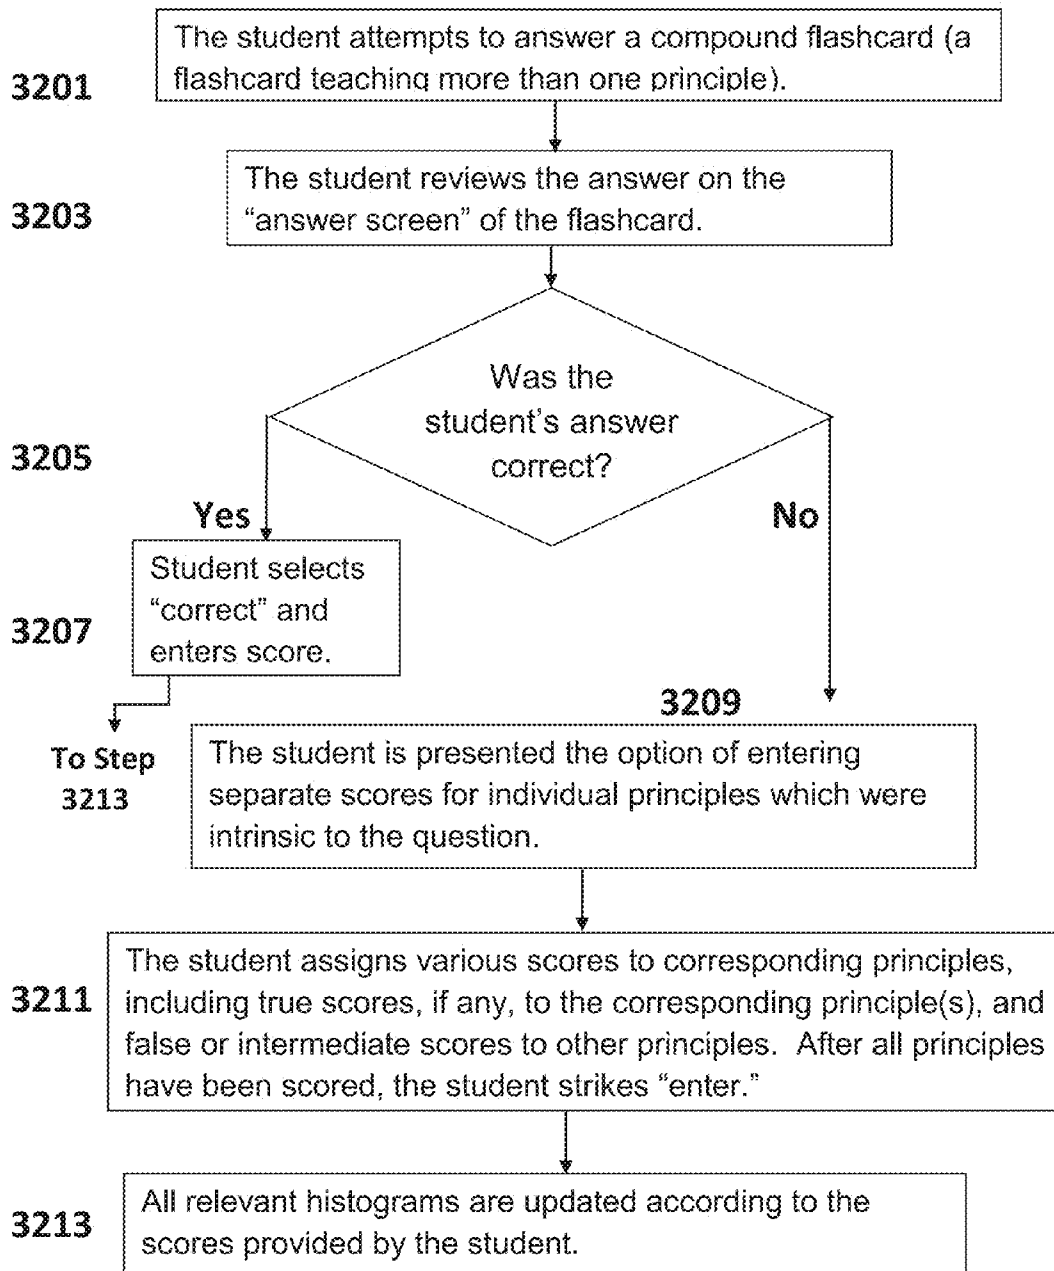 3201
The student attempts to answer a compound flashcard (a
flashcard teaching more than one principle).
3203
The student reviews the answer on the
“answer screen” of the flashcard.
3205
Was the
student’s answer
correct?
Yes
No
3207
Student selects
“correct” and
enters score.
To Step
3213
3209
The student is presented the option of entering
separate scores for individual principles which were
intrinsic to the question.
3211
The student assigns various scores to corresponding principles,
including true scores, if any, to the corresponding principle(s), and
false or intermediate scores to other principles.  After all principles
have been scored, the student strikes “enter.”
3213
All relevant histograms are updated according to the
scores provided by the student.